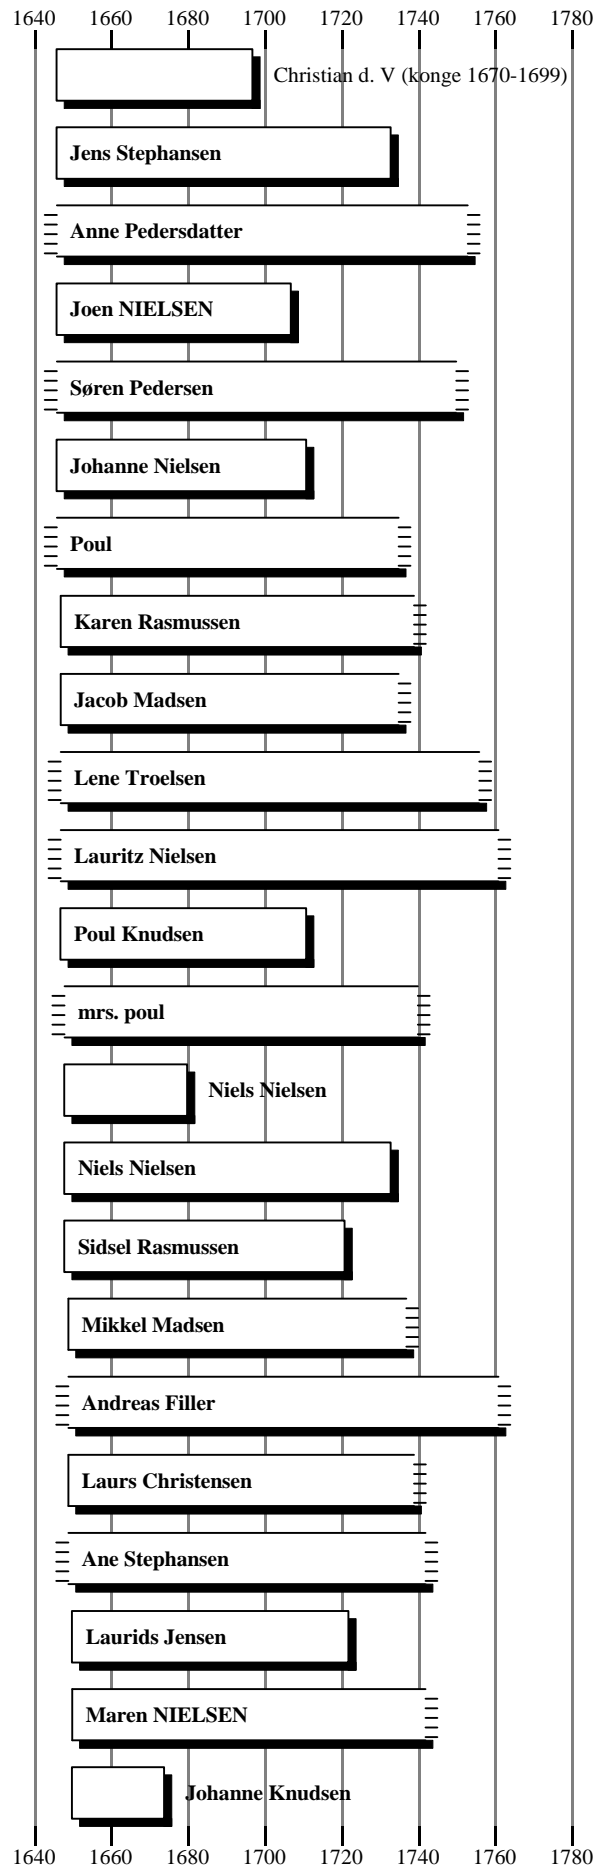 1640 1660 1680 1700 1720 1740 1760 1780
Christian d. V (konge 1670-1699)
Jens Stephansen
Anne Pedersdatter
Joen NIELSEN
Søren Pedersen
Johanne Nielsen
Poul
Karen Rasmussen
Jacob Madsen
Lene Troelsen
Lauritz Nielsen
Poul Knudsen
mrs. poul
Niels Nielsen
Niels Nielsen
Sidsel Rasmussen
Mikkel Madsen
Andreas Filler
Laurs Christensen
Ane Stephansen
Laurids Jensen
Maren NIELSEN
Johanne Knudsen
1640 1660 1680 1700 1720 1740 1760 1780